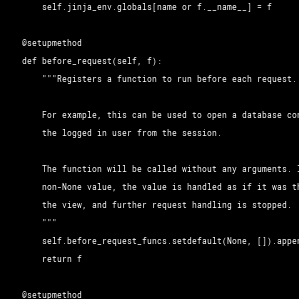 self.jinja_env.globals[name or f.__name__] = f
@setupmethod
def before_request(self, f):
"""Registers a function to run before each request.
For example, this can be used to open a database
the logged in user from the session.
The function will be called without any arguments.
non-None value, the value is handled as if it was
the view, and further request handling is stopped.
"""
self.before_request_funcs.setdefault(None, []).
return f
@setupmethod